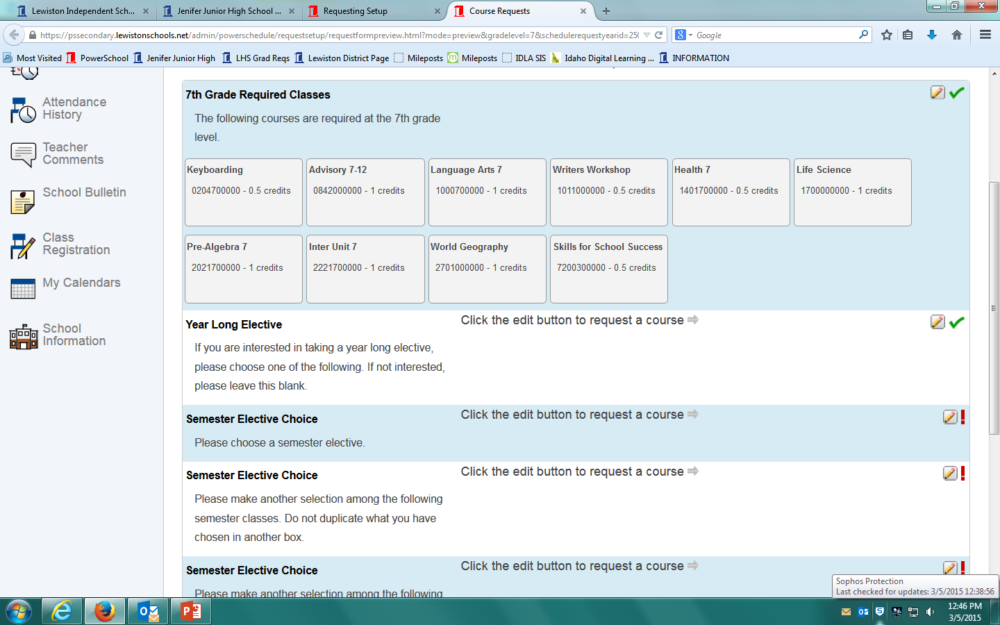 Lewiston Independent Sch...
Jenifer Junior High School ...
Requesting Setup
Course Requests
https://pssecondary.lewistonschools.net/admin/powerschedule/requestsetup/requestformpreview.html?mode=preview&gradelevel=7&schedulerequestyearid=250
Google
Most Visited
PowerSchool
Jenifer Junior High
LHS Grad Reqs
Lewiston District Page
Mileposts
Mileposts
IDLA SIS
Idaho Digital Learning ...
INFORMATION
Attendance
History
Teacher
Comments
School Bulletin
Class
Registration
My Calendars
School
Information
7th Grade Required Classes
The following courses are required at the 7th grade
level.
Keyboarding
0204700000 - 0.5 credits
Advisory 7-12
0842000000 - 1 credits
Language Arts 7
1000700000 - 1 credits
Writers Workshop
1011000000 - 0.5 credits
Health 7
1401700000 - 0.5 credits
Life Science
1700000000 - 1 credits
Pre-Algebra 7
2021700000 - 1 credits
Inter Unit 7
2221700000 - 1 credits
World Geography
2701000000 - 1 credits
Skills for School Success
7200300000 - 0.5 credits
Year Long Elective
Click the edit button to request a course
If you are interested in taking a year long elective,
please choose one of the following. If not interested,
please leave this blank.
Semester Elective Choice
Click the edit button to request a course
Please choose a semester elective.
Semester Elective Choice
Click the edit button to request a course
Please make another selection among the following
semester classes. Do not duplicate what you have
chosen in another box.
Semester Elective Choice
Click the edit button to request a course
Please make another selection among the following
Sophos Protection
Last checked for updates: 3/5/2015 12:38:56
12:46 PM
3/5/2015